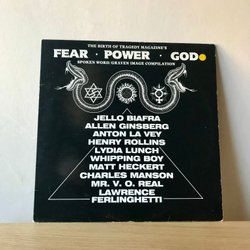 THE BIRTH OF TRAGEDY MAGAZINE'S
FEAR · POWER · GOD
SPOKEN WORD/GRAVEN IMAGE COMPILATION
JELLO BIAFRA
ALLEN GINSBERG
ANTON LA VEY
HENRY ROLLINS
LYDIA LUNCH
WHIPPING BOY
MATT HECKERT
CHARLES MANSON
MR. V. O. REAL
LAWRENCE
FERLINGHETTI